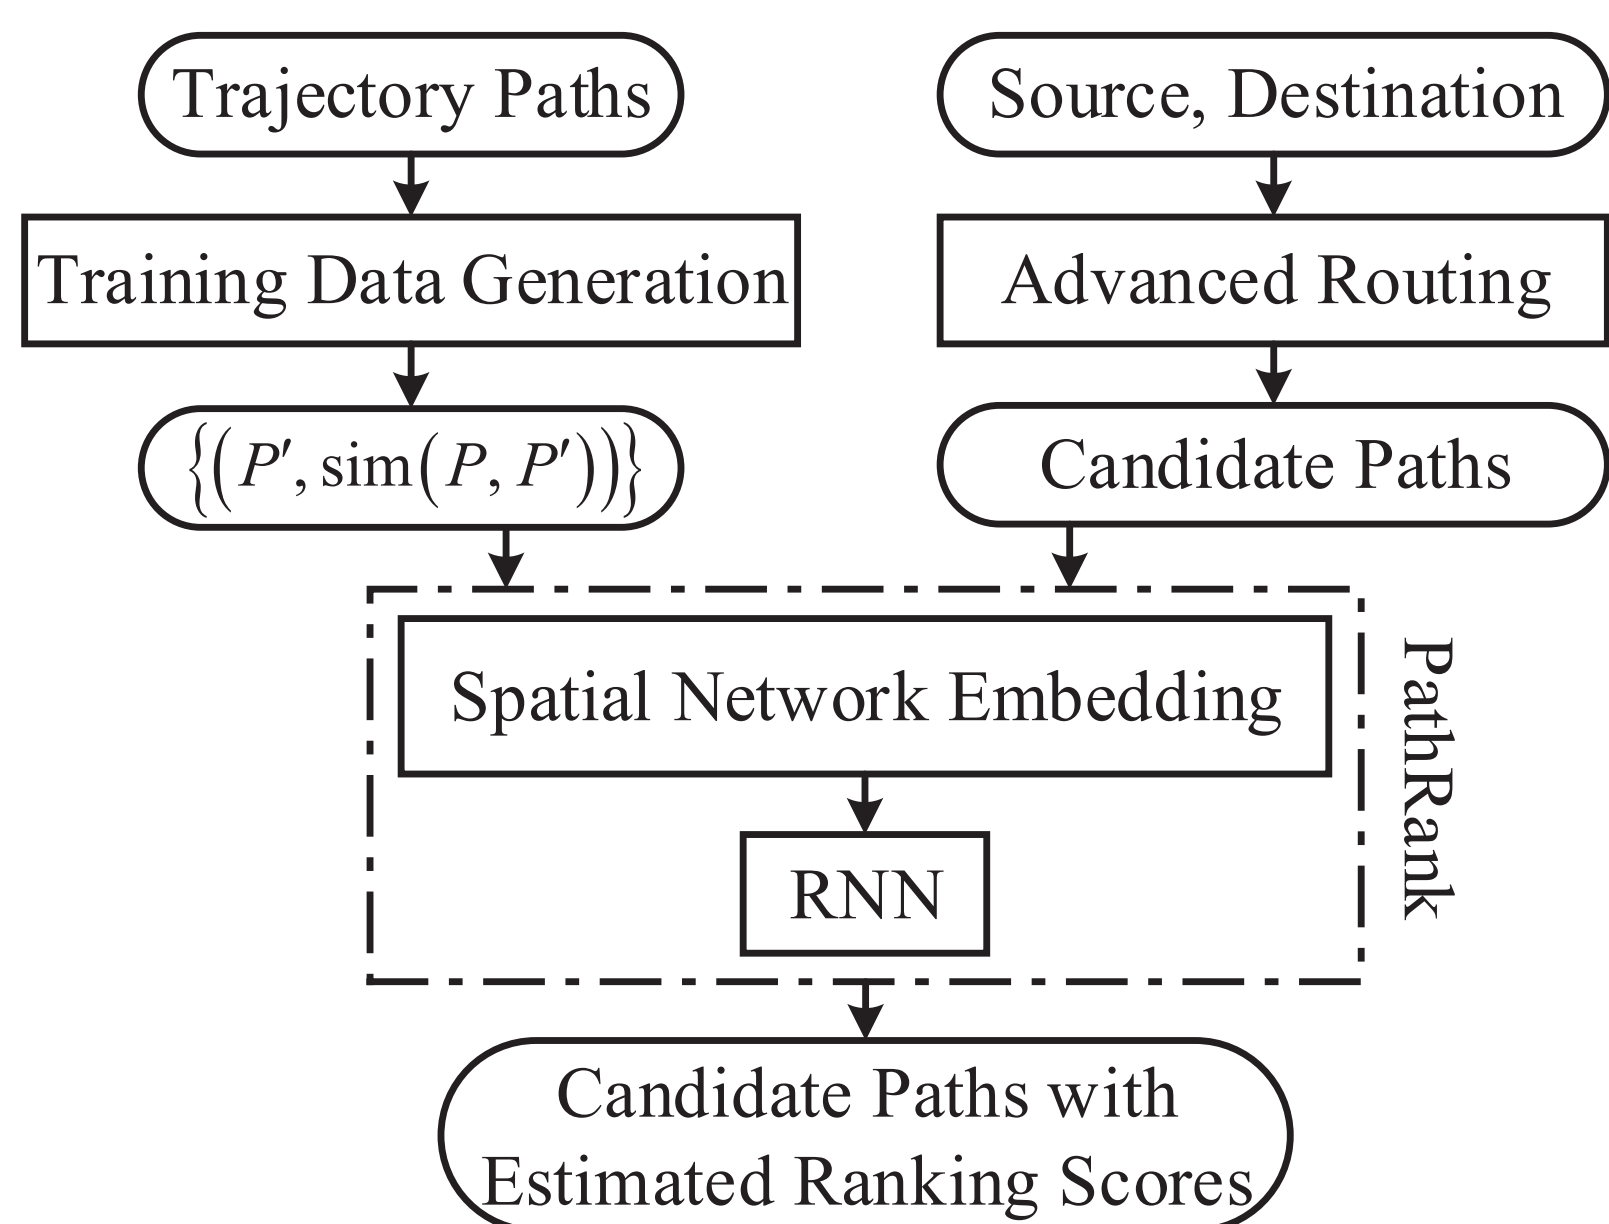 Trajectory Paths
Source, Destination
Training Data Generation
Advanced Routing
{(P′, sim(P, P′))}
Candidate Paths
Spatial Network Embedding
PathRank
RNN
Candidate Paths with
Estimated Ranking Scores